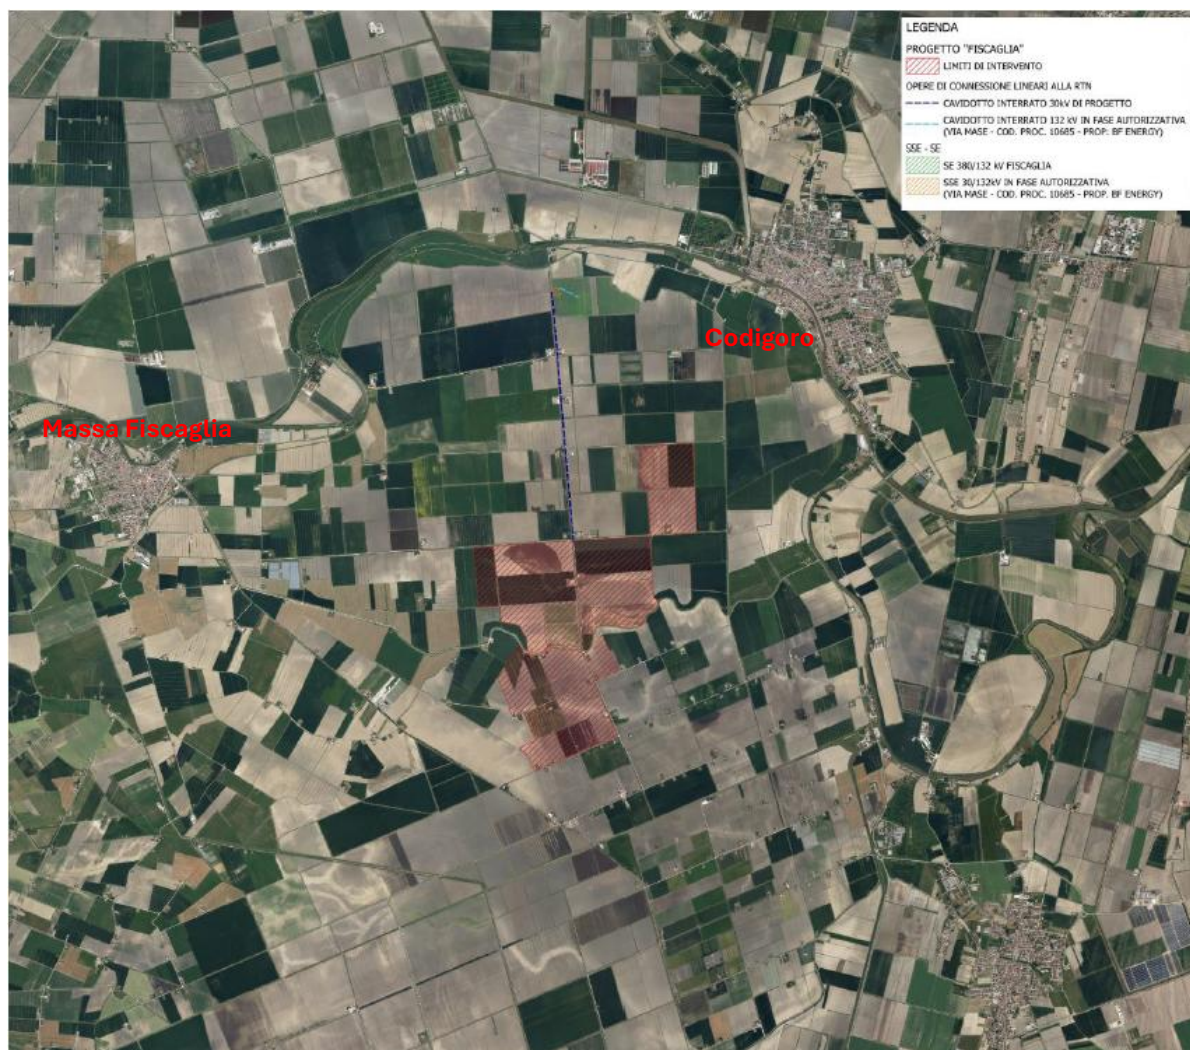 LEGENDA
PROGETTO "FISCAGLIA"
LIMITI DI INTERVENTO
OPERE DI CONNESSIONE LINEARI ALLA RTN
CAVIDOTTO INTERRATO 30kV DI PROGETTO
CAVIDOTTO INTERRATO 132 kV IN FASE AUTORIZZATIVA
(VIA MASE - COD. PROC. 10685 - PROP. BF ENERGY)
SSE - SE
SE 380/132 kV FISCAGLIA
SSE 30/132kV IN FASE AUTORIZZATIVA
(VIA MASE - COD. PROC. 10685 - PROP. BF ENERGY)
Codigoro
Massa Fiscaglia